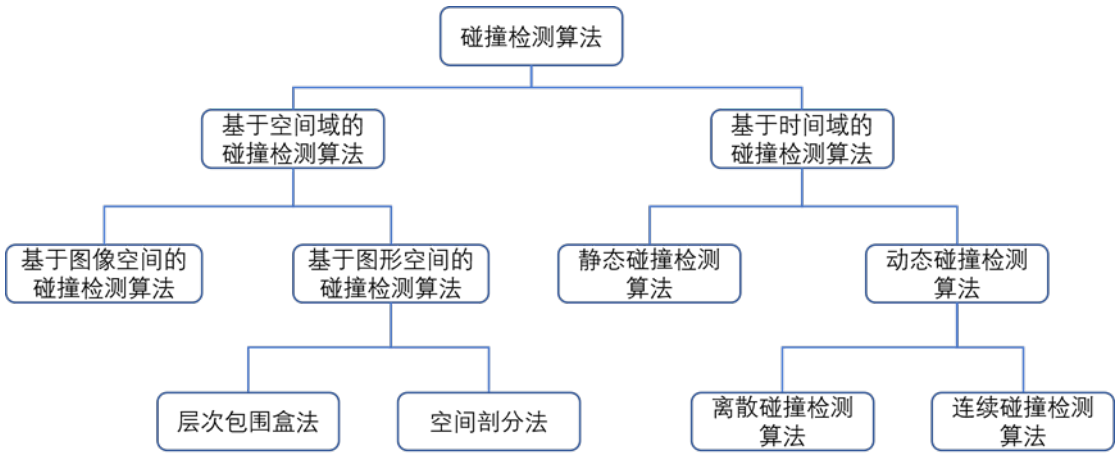 碰撞检测算法
基于空间域的
碰撞检测算法
基于时间域的
碰撞检测算法
基于图像空间的
碰撞检测算法
基于图形空间的
碰撞检测算法
静态碰撞检测
算法
动态碰撞检测
算法
层次包围盒法
空间剖分法
离散碰撞检测
算法
连续碰撞检测
算法